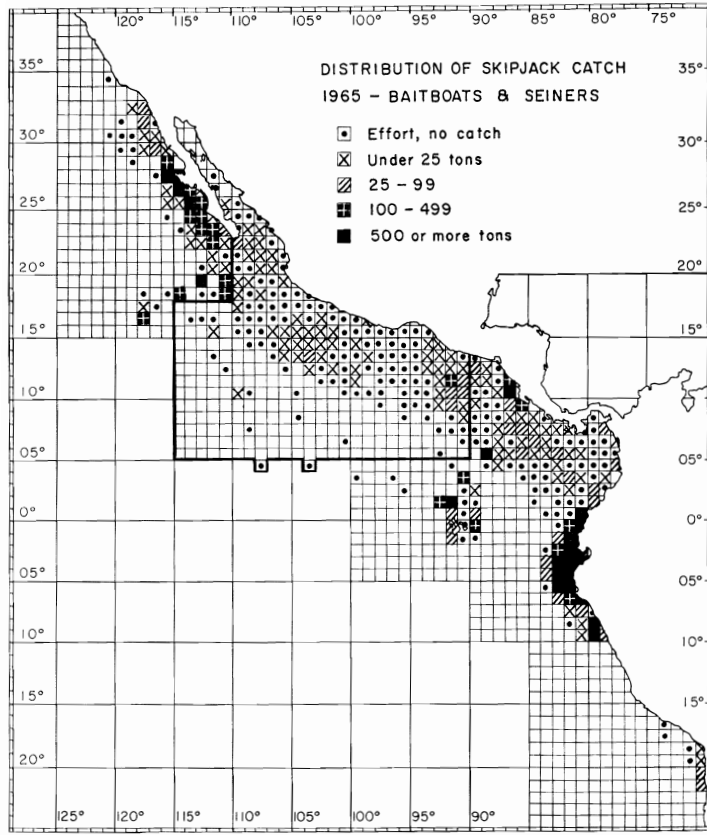 120° 115° 110° 105° 100° 95° 90° 85° 80° 75°
DISTRIBUTION OF SKIPJACK CATCH
1965 – BAITBOATS & SEINERS
Effort, no catch
Under 25 tons
25 – 99
100 – 499
500 or more tons
35° 35°
30° 30°
25° 25°
20° 20°
15° 15°
10° 10°
05° 05°
0° 0°
05° 05°
10° 10°
15° 15°
20°
125° 120° 115° 110° 105° 100° 95° 90°